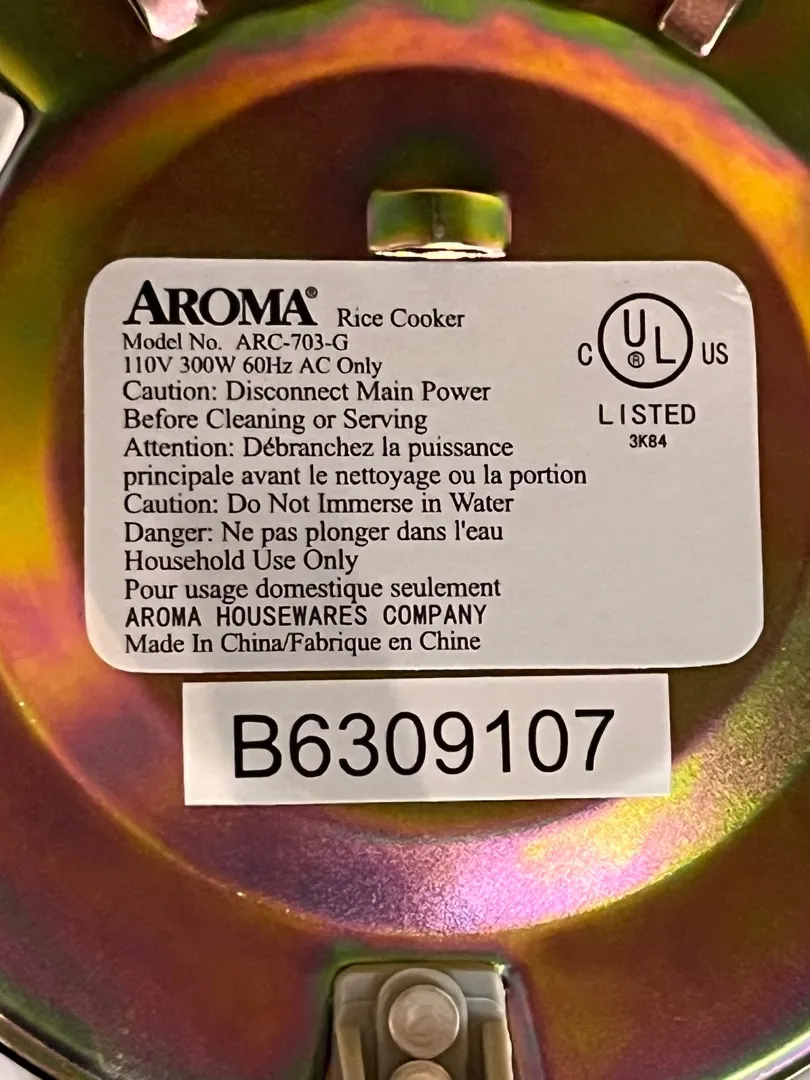 AROMA® Rice Cooker
Model No. ARC-703-G
110V 300W 60Hz AC Only
Caution: Disconnect Main Power
Before Cleaning or Serving
Attention: Débranchez la puissance
principale avant le nettoyage ou la portion
Caution: Do Not Immerse in Water
Danger: Ne pas plonger dans l'eau
Household Use Only
Pour usage domestique seulement
AROMA HOUSEWARES COMPANY
Made In China/Fabrique en Chine
C UL® US
LISTED
3K84
B6309107